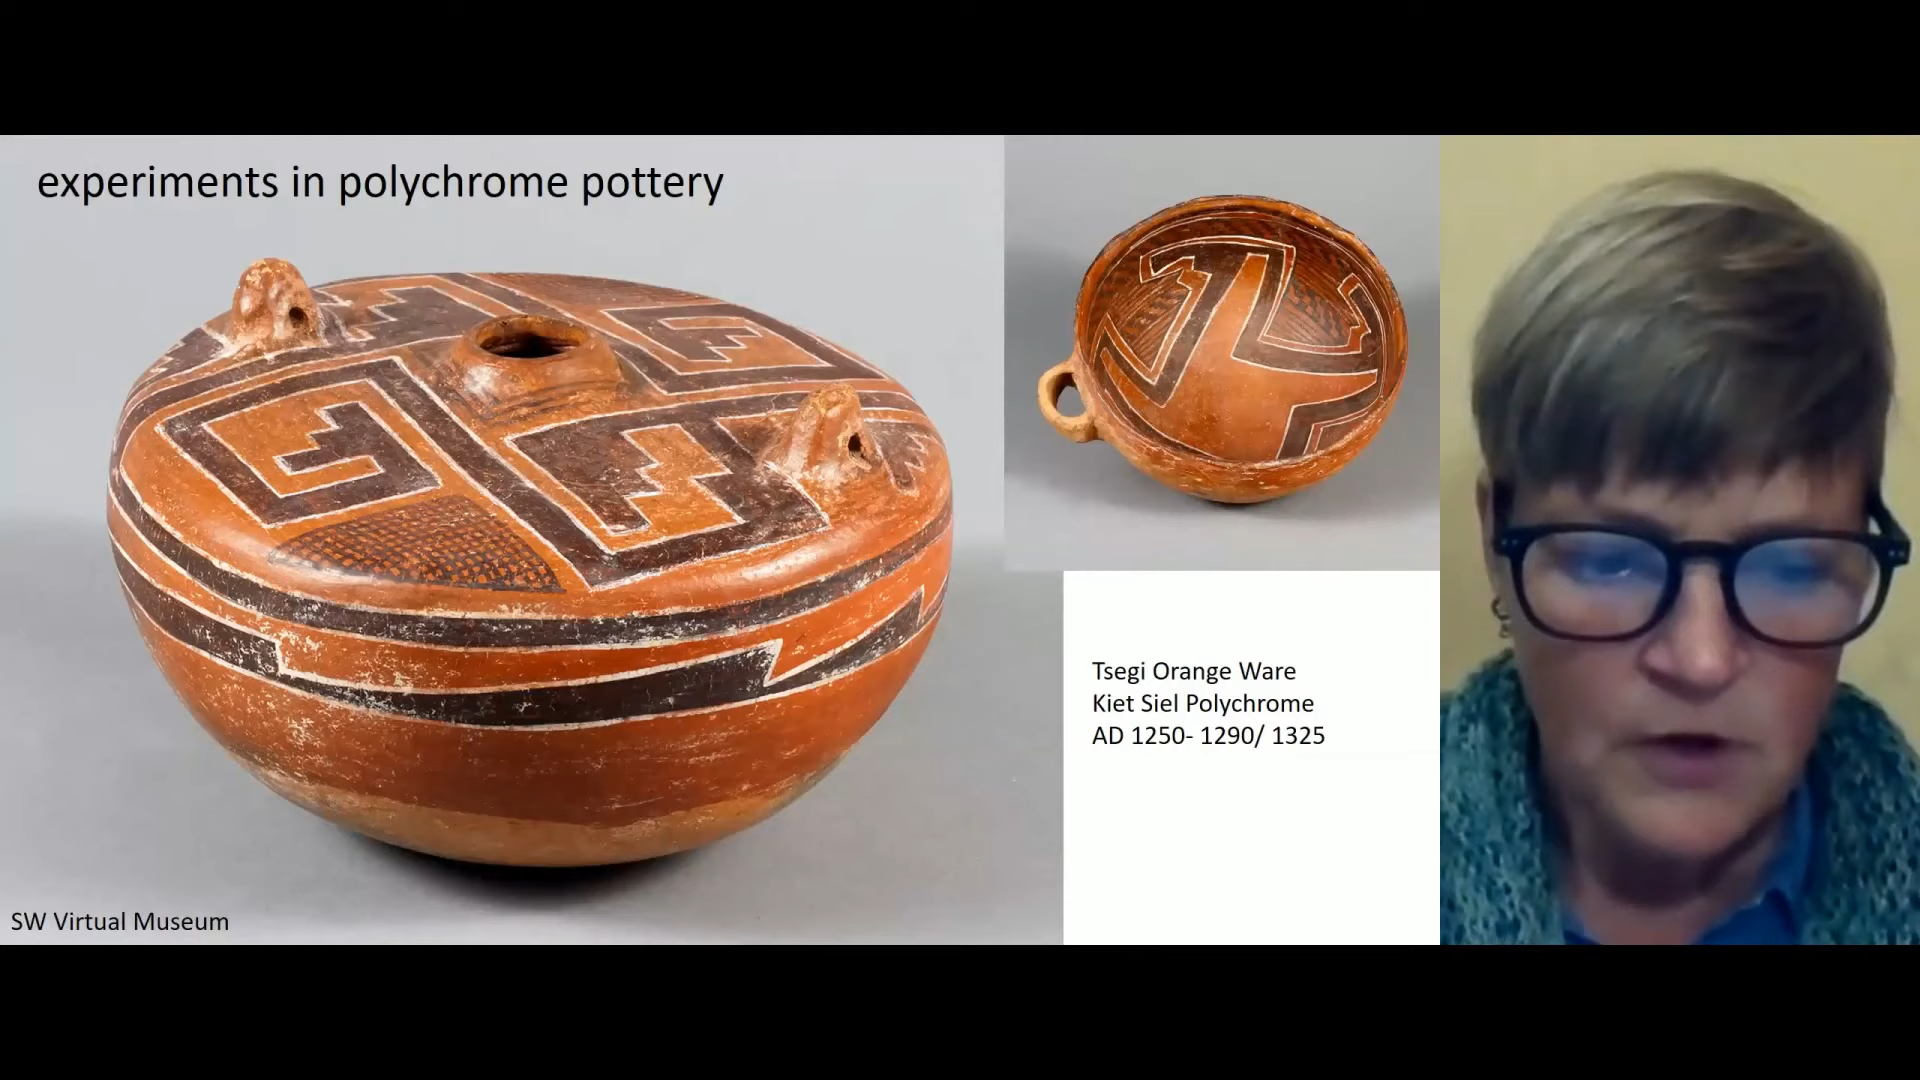 experiments in polychrome pottery
Tsegi Orange Ware
Kiet Siel Polychrome
AD 1250- 1290/ 1325
SW Virtual Museum